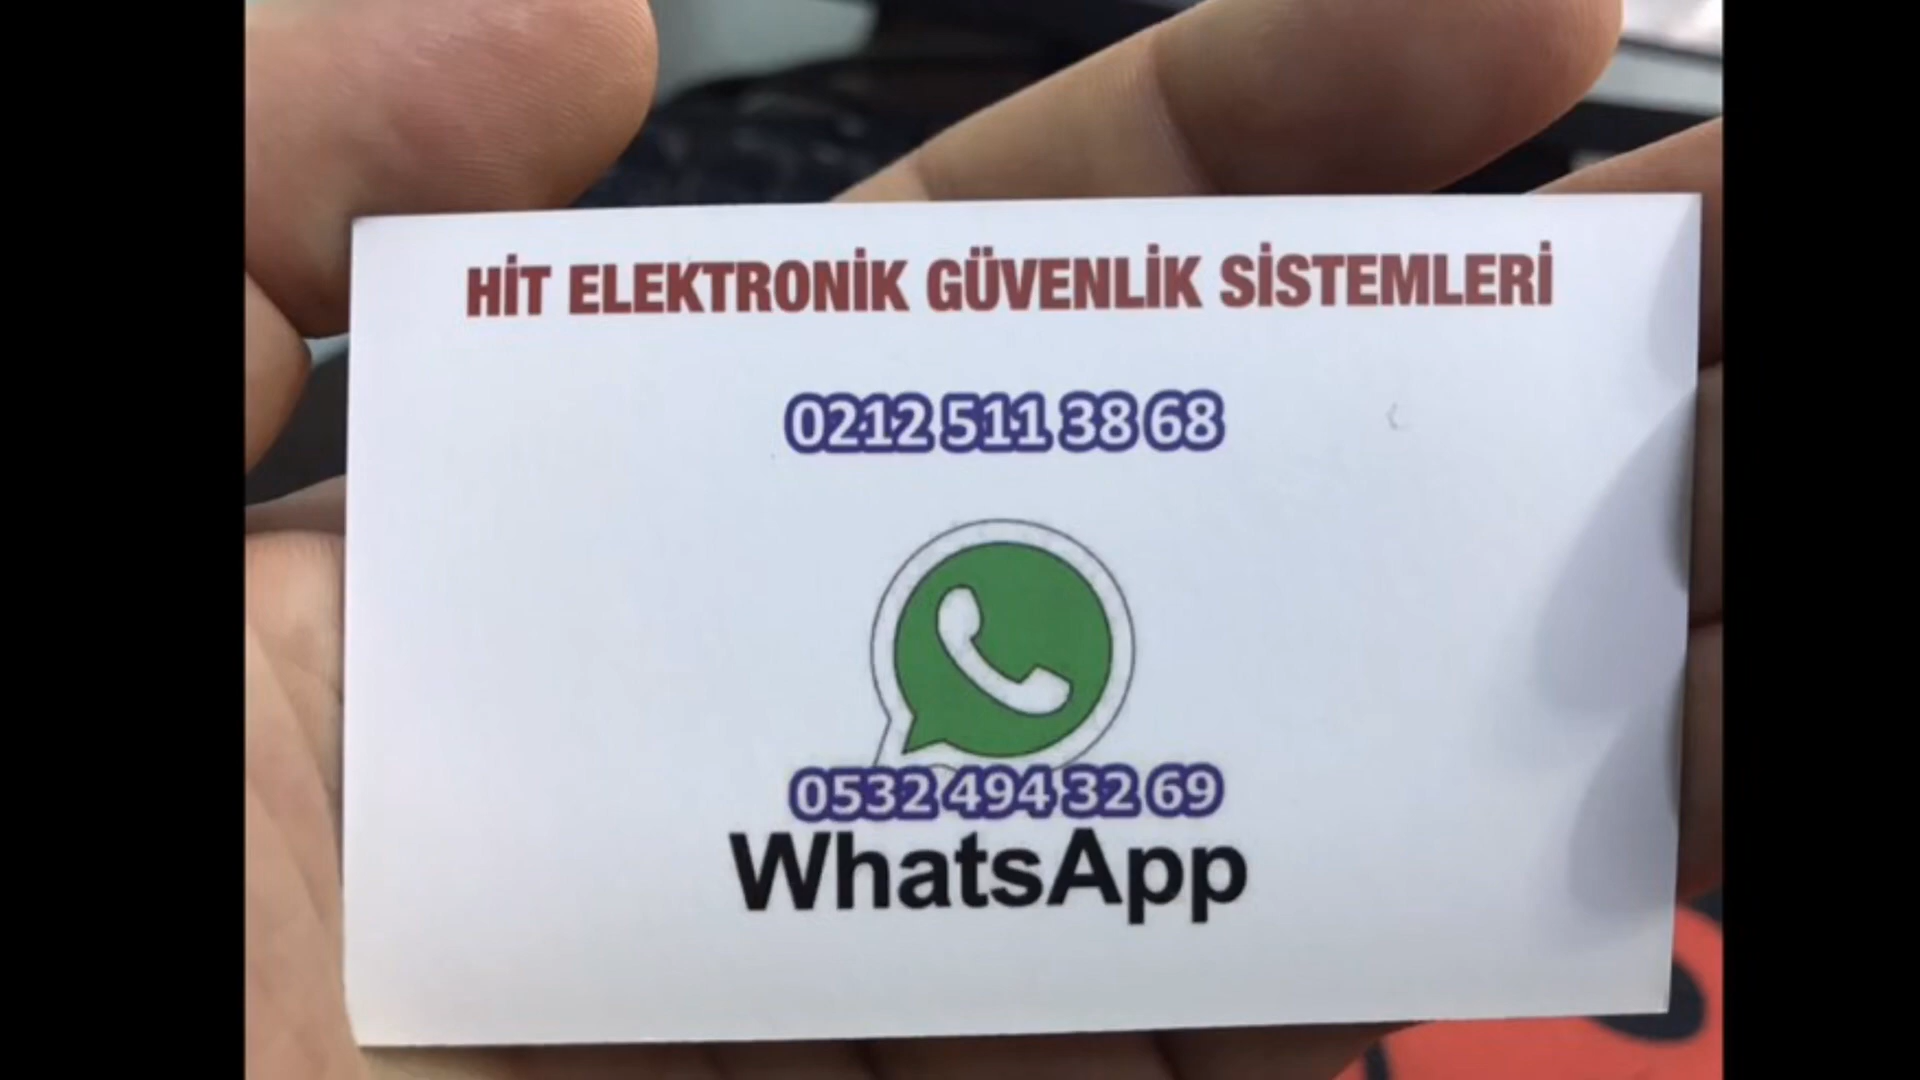 HİT ELEKTRONİK GÜVENLİK SİSTEMLERİ
0212 511 38 68
0532 494 32 69
WhatsApp